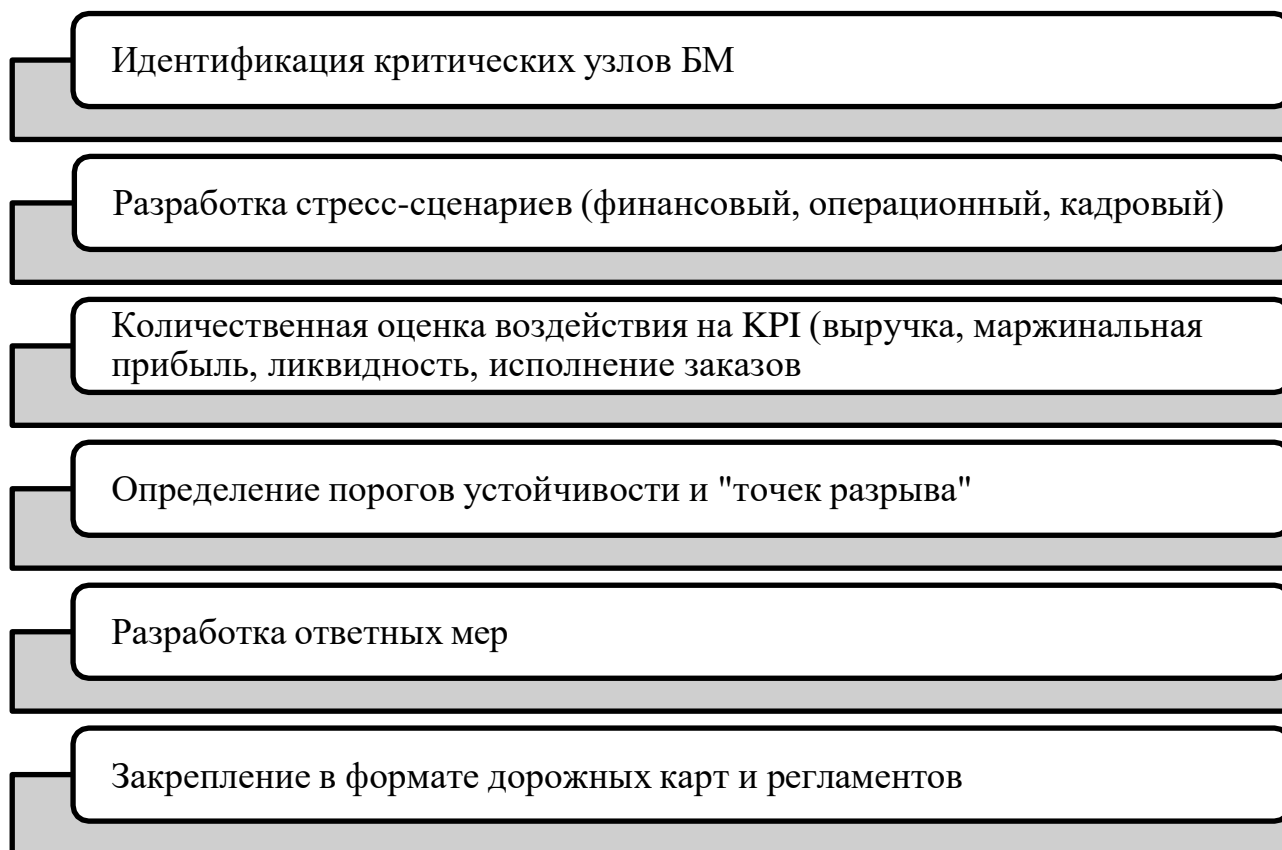 Идентификация критических узлов БМ
Разработка стресс-сценариев (финансовый, операционный, кадровый)
Количественная оценка воздействия на KPI (выручка, маржинальная
прибыль, ликвидность, исполнение заказов
Определение порогов устойчивости и "точек разрыва"
Разработка ответных мер
Закрепление в формате дорожных карт и регламентов